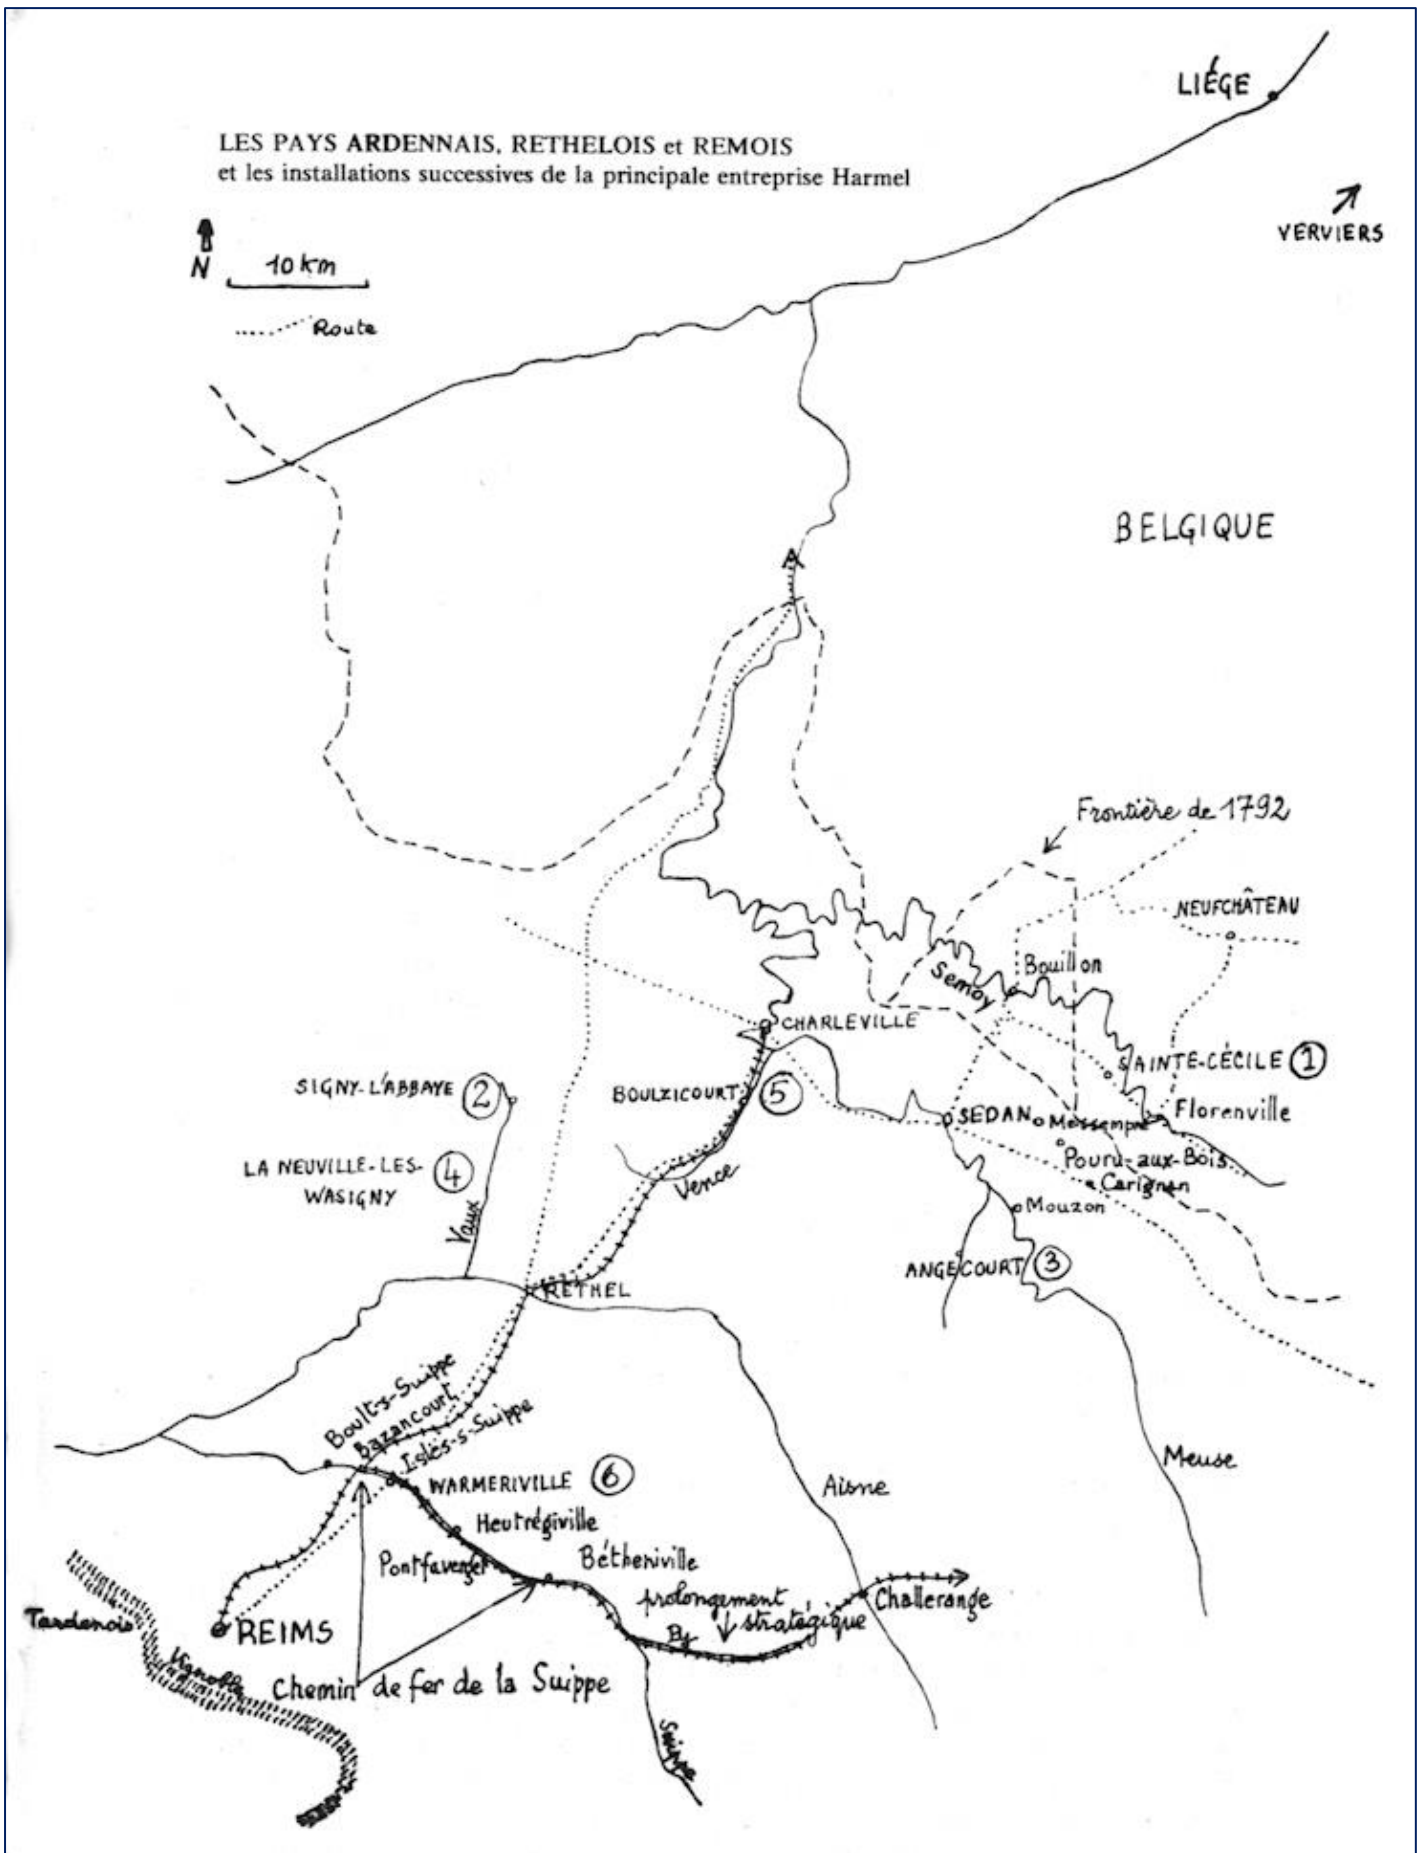 LIÉGE
LES PAYS ARDENNAIS, RETHELOIS et REMOIS
et les installations successives de la principale entreprise Harmel
VERVIERS
N
10 km
Route
BELGIQUE
A
Frontière de 1792
NEUFCHÂTEAU
Bouillon
Semoy
CHARLEVILLE
SAINTE-CÉCILE 1
SIGNY-L'ABBAYE 2
BOULZICOURT 5
SEDAN
Messempré
Florenville
Pouru-aux-Bois
LA NEUVILLE-LES-
WASIGNY
4
Vence
Carignan
Mouzon
Vaux
ANGECOURT 3
RETHEL
Boult-s-Suippe
Bazancourt
Isles-s-Suippe
Meuse
WARMERIVILLE 6
Aisne
Heutrégiville
Pontfaverger
Bétheniville
prolongement
stratégique
Challerange
Tardenois
REIMS
Vignoble
Chemin de fer de la Suippe
Suippe